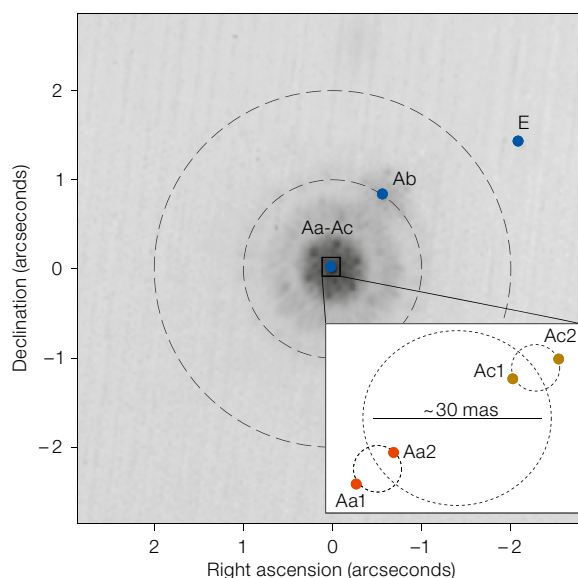 2
1
0
−1
−2
Declination (arcseconds)
E
Ab
Aa-Ac
Ac2
Ac1
~30 mas
Aa2
Aa1
2 1 0 −1 −2
Right ascension (arcseconds)